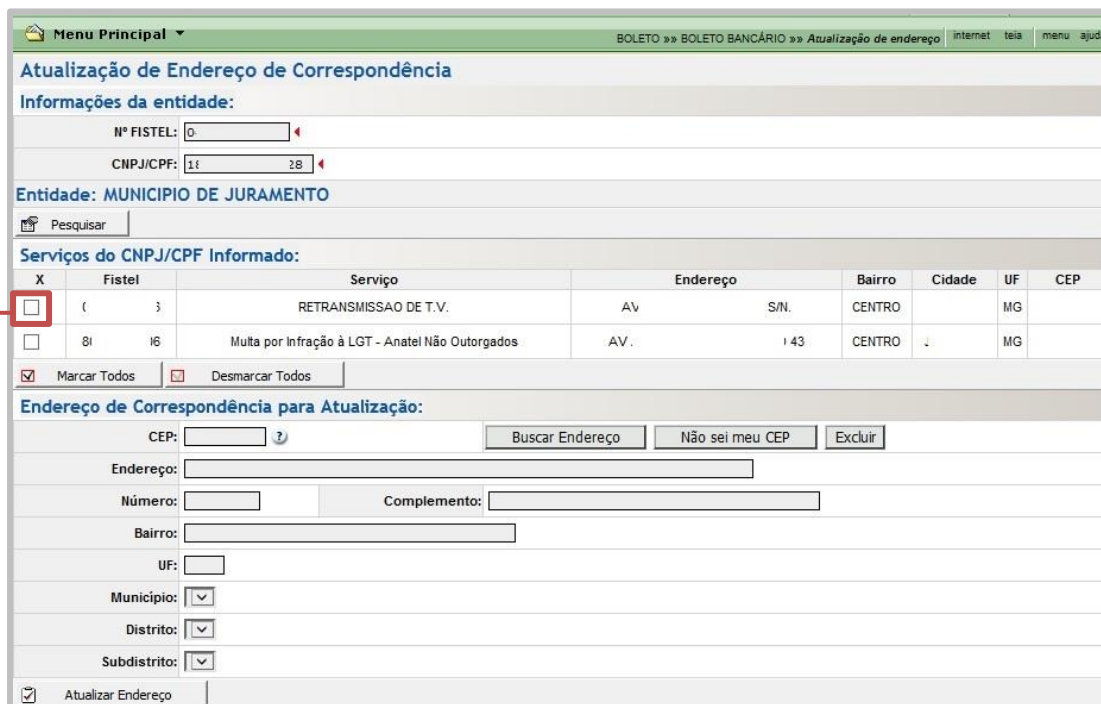 Menu Principal
BOLETO »» BOLETO BANCÁRIO »» Atualização de endereço internet teia menu
Atualização de Endereço de Correspondência
Informações da entidade:
Nº FISTEL:
CNPJ/CPF: 28
Entidade: MUNICIPIO DE JURAMENTO
Pesquisar
Serviços do CNPJ/CPF Informado:
X Fistel Serviço Endereço Bairro Cidade UF CEP
RETRANSMISSAO DE T.V. AV S/N. CENTRO MG
Multa por Infração à LGT - Anatel Não Outorgados AV. 43 CENTRO MG
Marcar Todos Desmarcar Todos
Endereço de Correspondência para Atualização:
CEP: ? Buscar Endereço Não sei meu CEP Excluir
Endereço:
Número: Complemento:
Bairro:
UF:
Município:
Distrito:
Subdistrito:
Atualizar Endereço